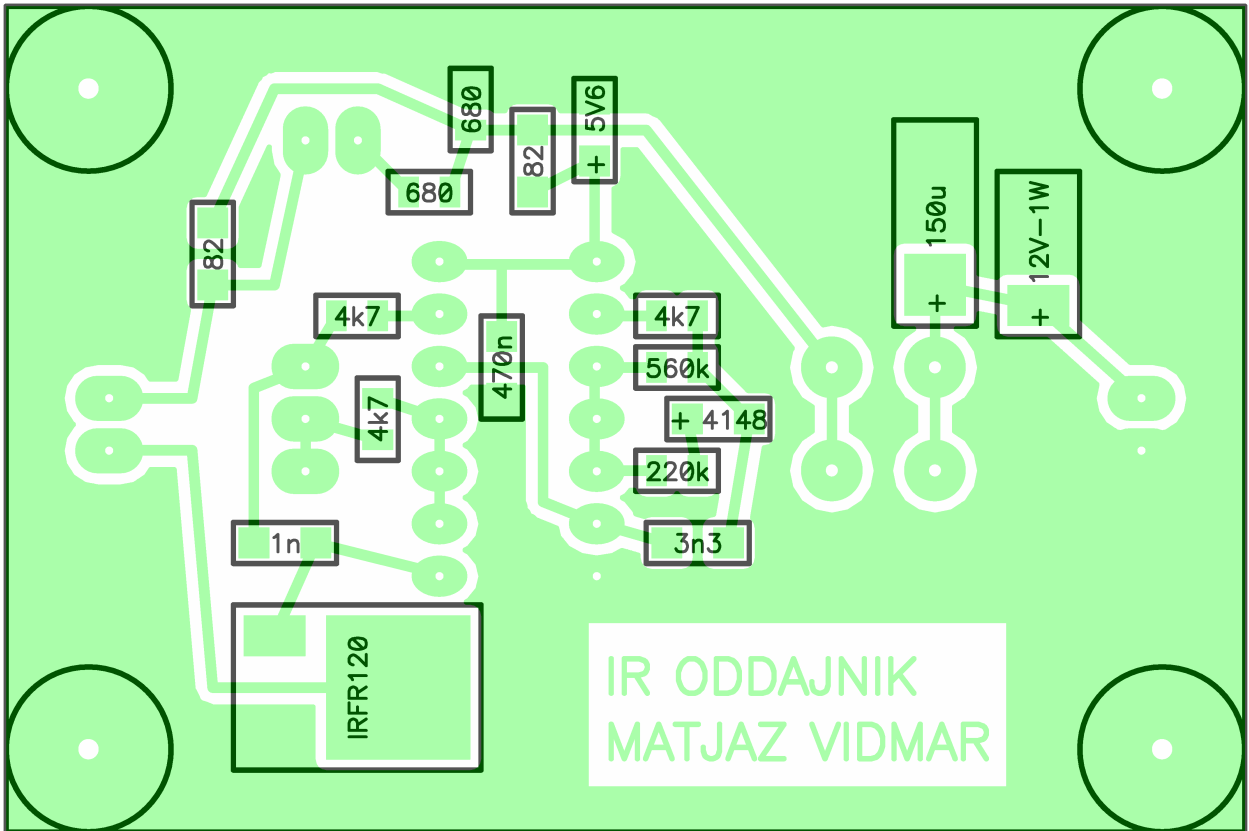 680
5V6
+
82
680
150u
+
12V-1W
+
82
4k7
4k7
470n
560k
4k7
+ 4148
220k
1n
3n3
IRFR120
IR ODDAJNIK
MATJAZ VIDMAR